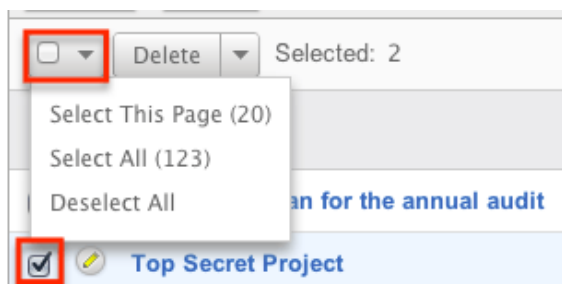 Delete Selected: 2
Select This Page (20)
Select All (123)
Deselect All
for the annual audit
Top Secret Project